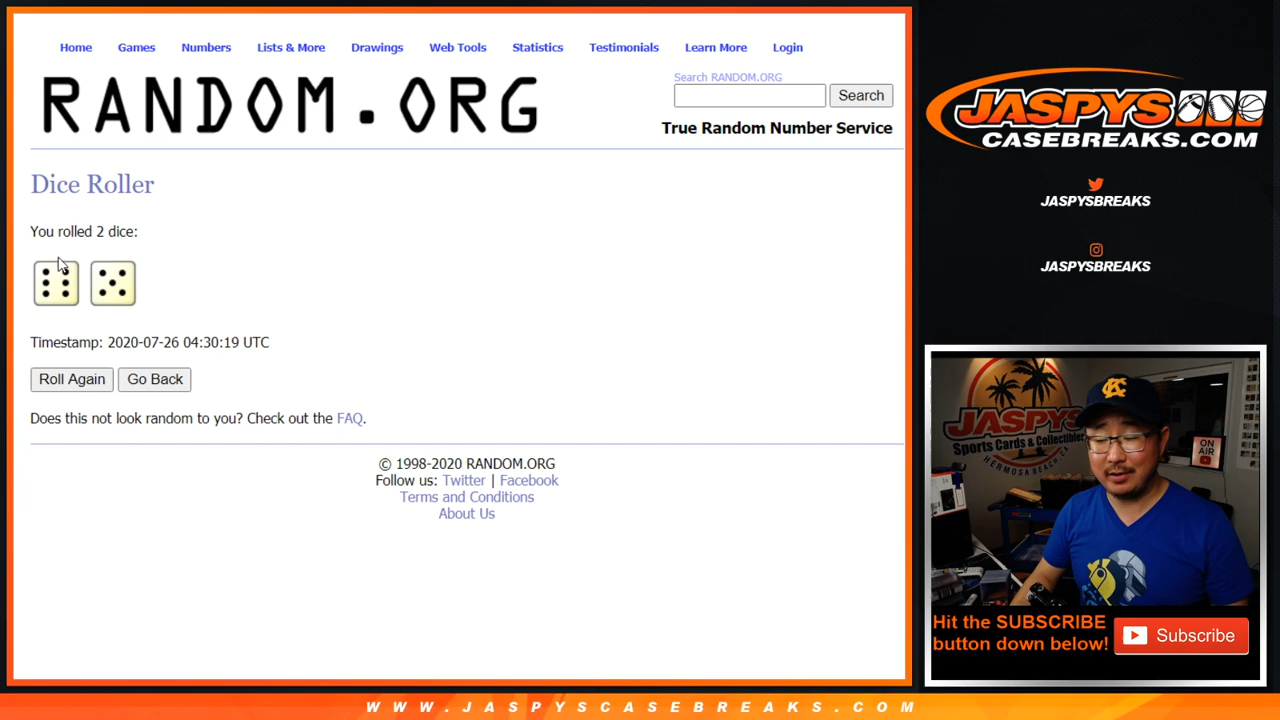 Home Games Numbers Lists & More Drawings Web Tools Statistics Testimonials Learn More Login
RANDOM.ORG
Search RANDOM.ORG
Search
True Random Number Service
Dice Roller
You rolled 2 dice:
Timestamp: 2020-07-26 04:30:19 UTC
Roll Again Go Back
Does this not look random to you? Check out the FAQ.
© 1998-2020 RANDOM.ORG
Follow us: Twitter | Facebook
Terms and Conditions
About Us
JASPYS
CASEBREAKS.COM
JASPYSBREAKS
JASPYSBREAKS
JASPYS
Sports Cards & Collectibles
HERMOSA BEACH, CA
KC
ON
AIR
Hit the SUBSCRIBE
button down below!
Subscribe
WWW.JASPYSCASEBREAKS.COM